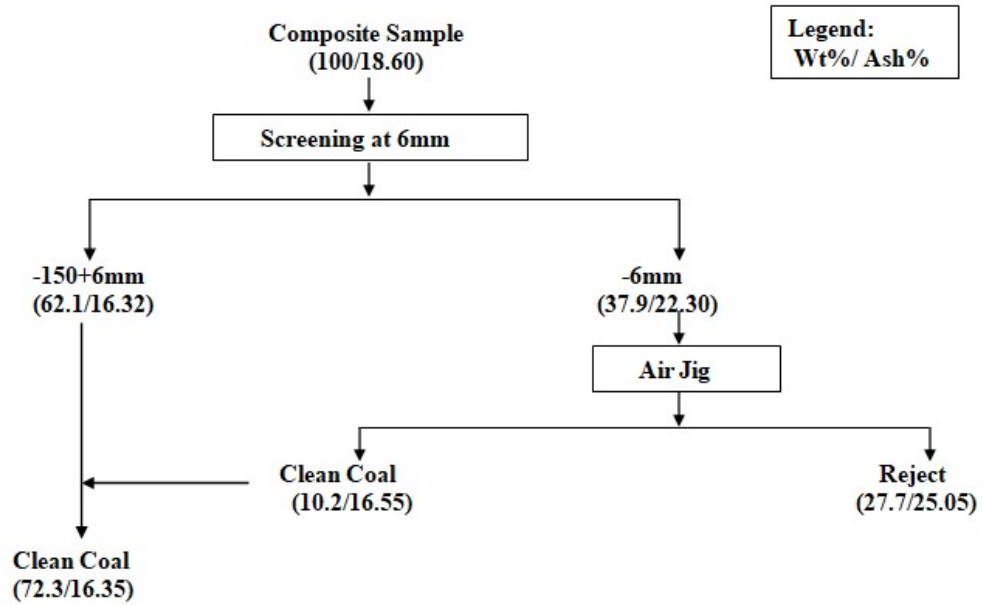 Composite Sample
(100/18.60)
Legend:
Wt%/ Ash%
Screening at 6mm
-150+6mm
(62.1/16.32)
-6mm
(37.9/22.30)
Air Jig
Clean Coal
(10.2/16.55)
Reject
(27.7/25.05)
Clean Coal
(72.3/16.35)